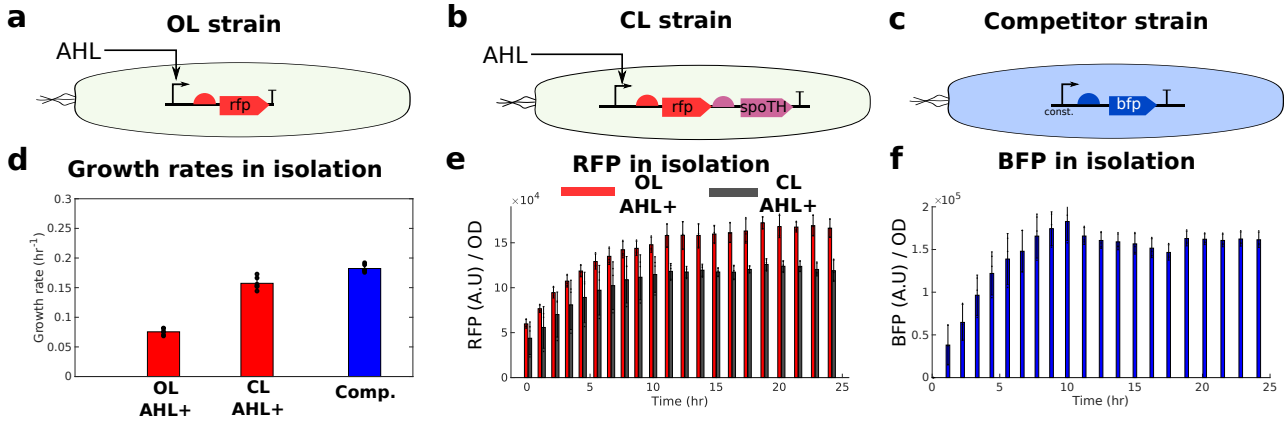 a
OL strain
AHL
rfp
b
CL strain
AHL
rfp
spoTH
c
Competitor strain
const.
bfp
d
Growth rates in isolation
Growth rate (hr⁻¹)
0.3
0.25
0.2
0.15
0.1
0.05
0
OL
AHL+
CL
AHL+
Comp.
e
RFP in isolation
OL
AHL+
CL
AHL+
×10⁴
RFP (A.U) / OD
15
10
5
0
0
5
10
15
20
25
Time (hr)
f
BFP in isolation
×10⁵
BFP (A.U) / OD
2
1.5
1
0.5
0
0
5
10
15
20
25
Time (hr)